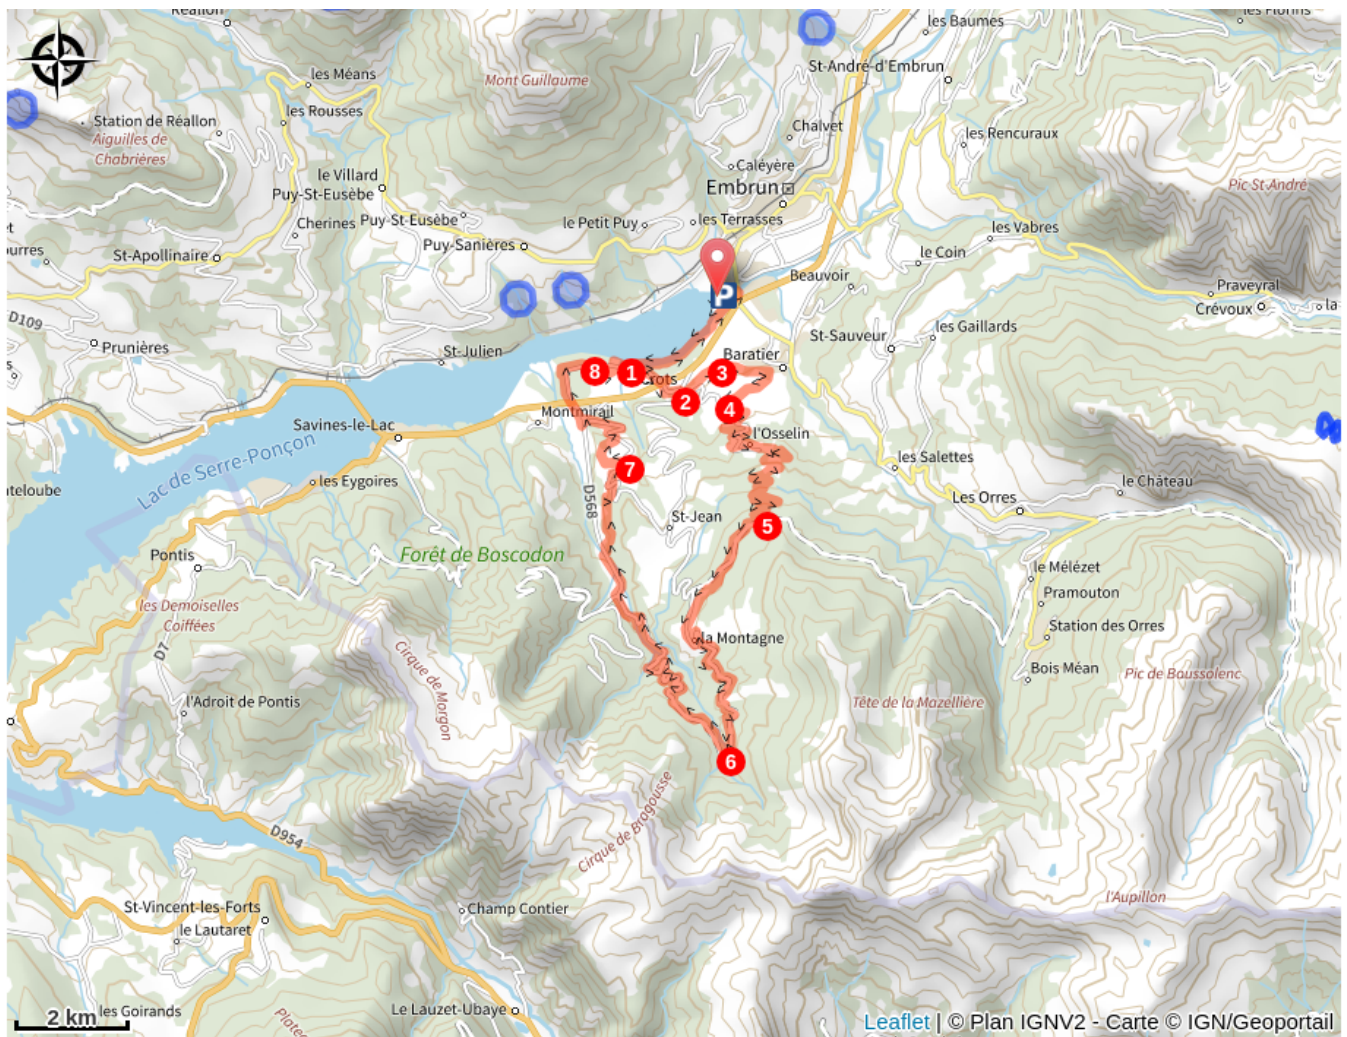 Réallon
les Baumes
les Florins
St-André-d'Embrun
les Méans
Mont Guillaume
les Rousses
Station de Réallon
Aiguilles de
Chabrières
Chalvet
les Rencuraux
Caléyère
le Villard
Puy-St-Eusèbe
Embrun
Pic St-André
Cherines
Puy-St-Eusèbe
le Petit Puy
les Terrasses
les Vabres
Puy-Sanières
St-Apollinaire
le Coin
Beauvoir
Praveyral
Crévoux
P
D109
Prunières
St-Julien
St-Sauveur
les Gaillards
Baratier
8
1
Crots
3
2
4
Montmirail
Savines-le-Lac
l'Osselin
Lac de Serre-Ponçon
les Salettes
7
les Eygoires
le Château
D568
Les Orres
St-Jean
5
Pontis
Forêt de Boscodon
le Mélézet
Pramouton
les Demoiselles
Coiffées
Station des Orres
D7
la Montagne
Cirque de Morgon
Bois Méan
Pic de Boussolenc
l'Adroit de Pontis
Tête de la Mazellière
6
Cirque de Bragousse
D954
l'Aupillon
St-Vincent-les-Forts
Champ Contier
le Lautaret
les Goirands
Le Lauzet-Ubaye
2 km
Leaflet | © Plan IGNV2 - Carte © IGN/Geoportail